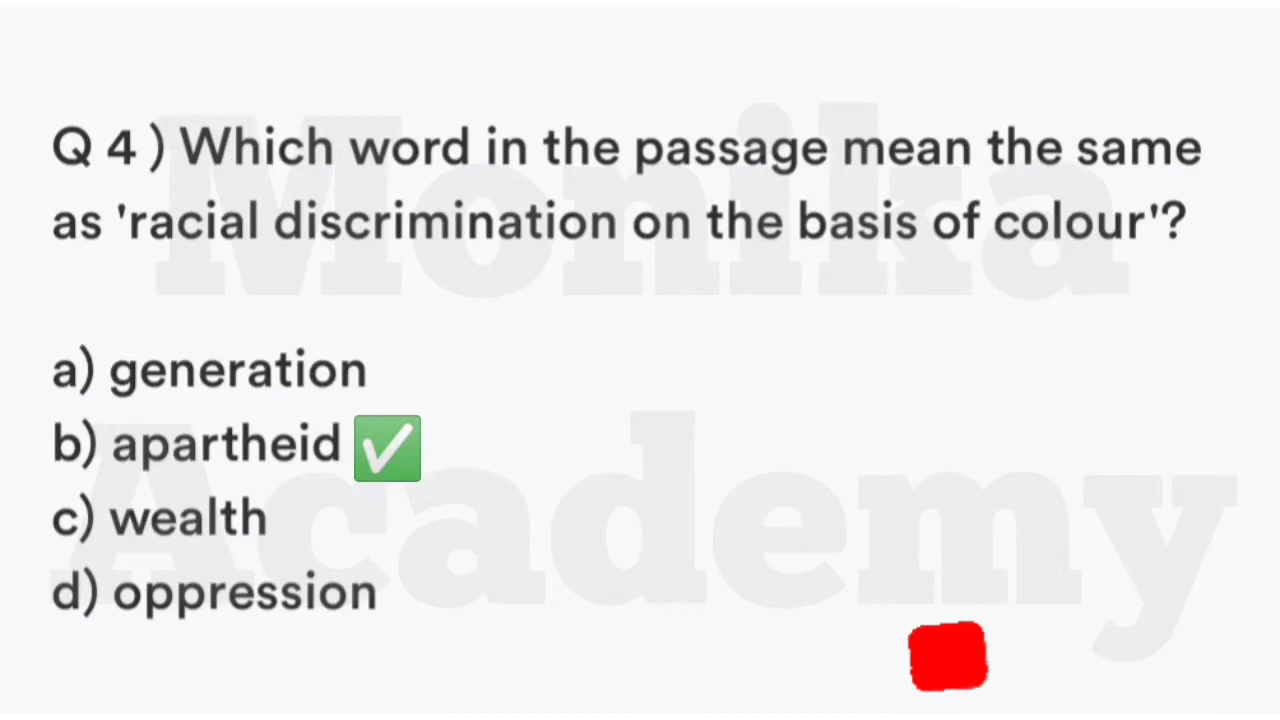 Q 4 ) Which word in the passage mean the same
as 'racial discrimination on the basis of colour'?
a) generation
b) apartheid ✅
c) wealth
d) oppression
Monika
Academy